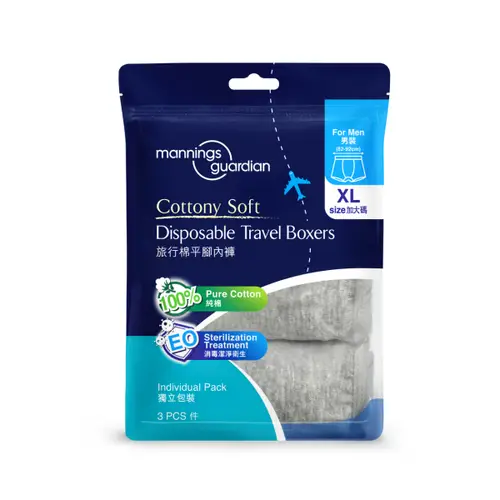 mannings
guardian
For Men
男裝
XL
size加大碼
Cottony Soft
Disposable Travel Boxers
旅行棉平腳內褲
100%
Pure Cotton
純棉
EO
Sterilization
Treatment
消毒潔淨衛生
Individual Pack
獨立包裝
3 PCS 件